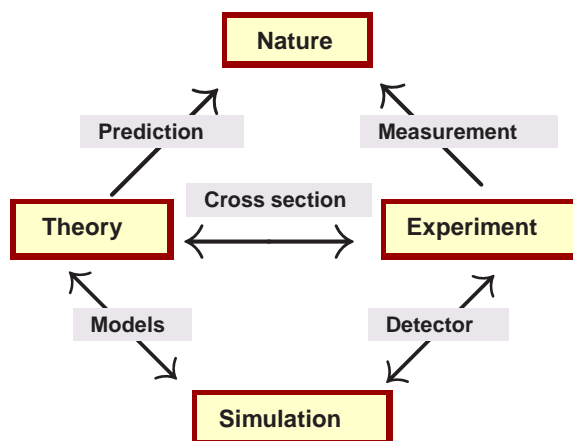 Nature
Prediction
Measurement
Cross section
Theory
Experiment
Models
Detector
Simulation